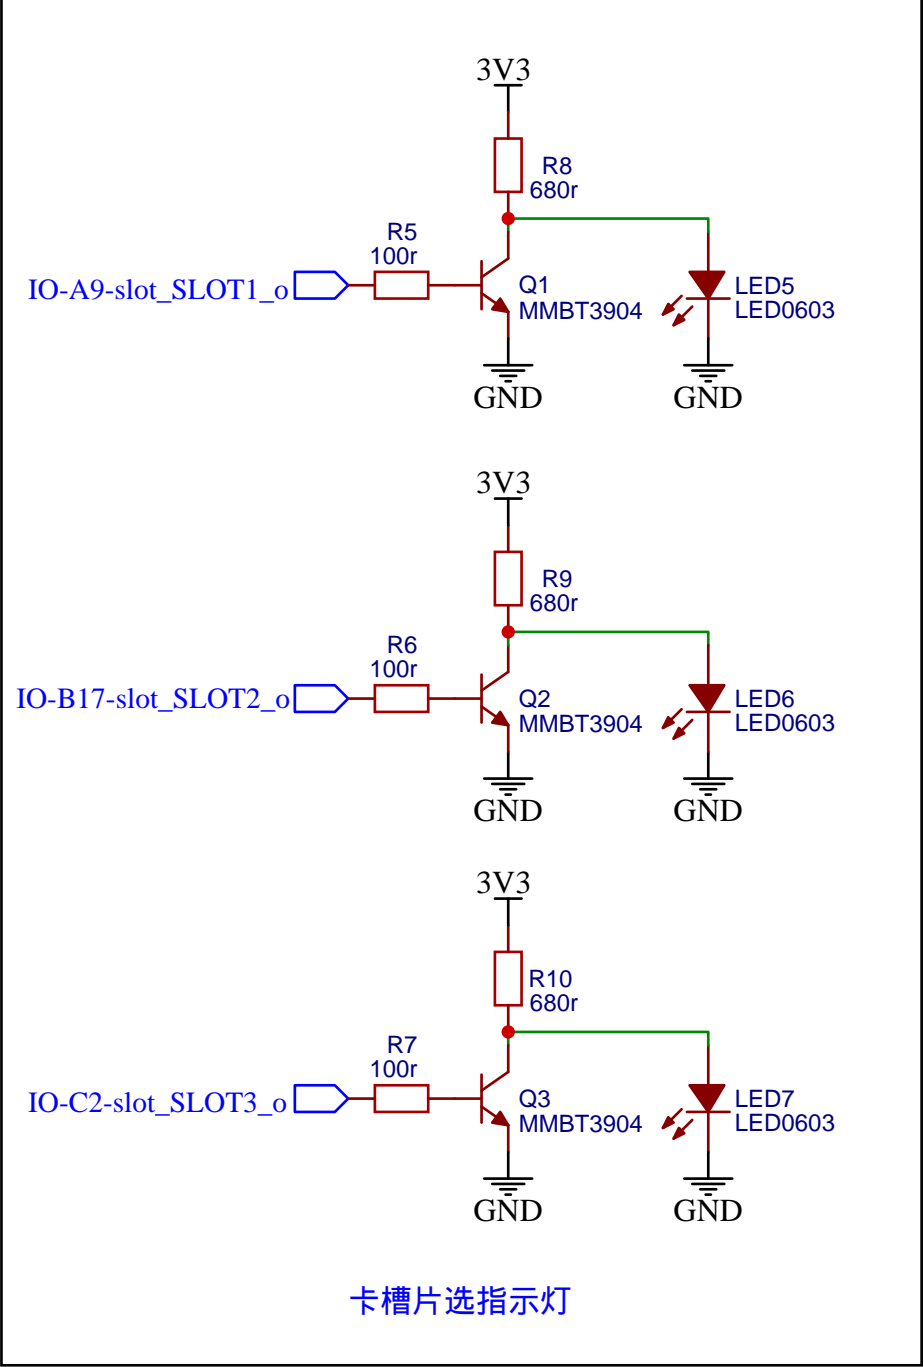 3V3
R8
680r
R5
100r
IO-A9-slot_SLOT1_o
Q1
MMBT3904
LED5
LED0603
GND
GND
3V3
R9
680r
R6
100r
IO-B17-slot_SLOT2_o
Q2
MMBT3904
LED6
LED0603
GND
GND
3V3
R10
680r
R7
100r
IO-C2-slot_SLOT3_o
Q3
MMBT3904
LED7
LED0603
GND
GND
卡槽片选指示灯